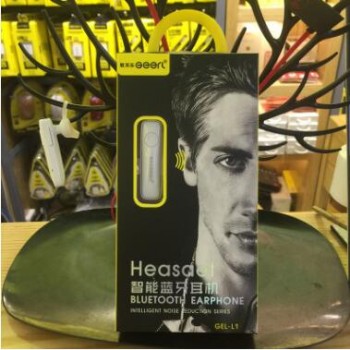 Heasdel
智能蓝牙耳机
BLUETOOTH EARPHONE
INTELLIGENT NOISE REDUCTION SERIES
GEL-L1